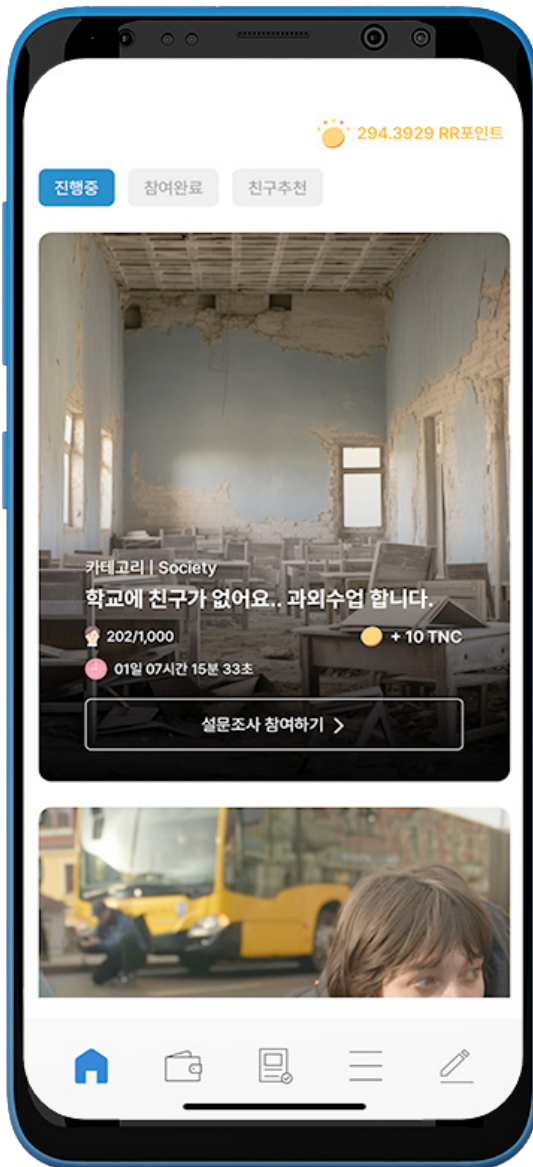 294.3929 RR포인트
진행중 참여완료 친구추천
카테고리 | Society
학교에 친구가 없어요.. 과외수업 합니다.
202/1,000 + 10 TNC
01일 07시간 15분 33초
설문조사 참여하기 >